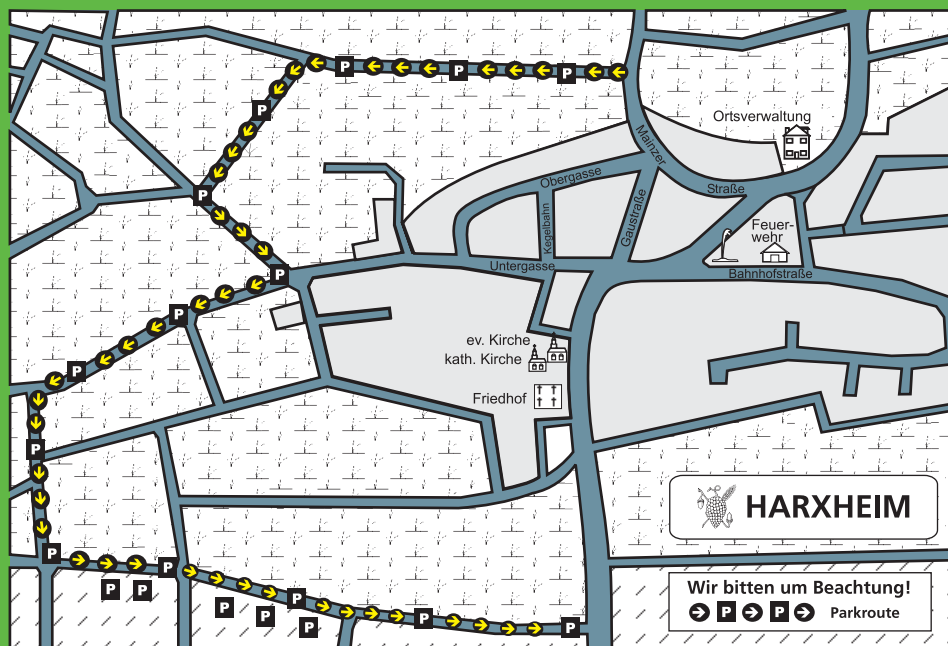 P P P
P
Ortsverwaltung
Mainzer
Straße
Obergasse
P
Kegelbahn
Gaustraße
Feuer-
wehr
Untergasse
Bahnhofstraße
P
P
ev. Kirche
kath. Kirche
P
Friedhof
P
HARXHEIM
P
P
P P
P
P
P
P
P
P
Wir bitten um Beachtung!
P P Parkroute